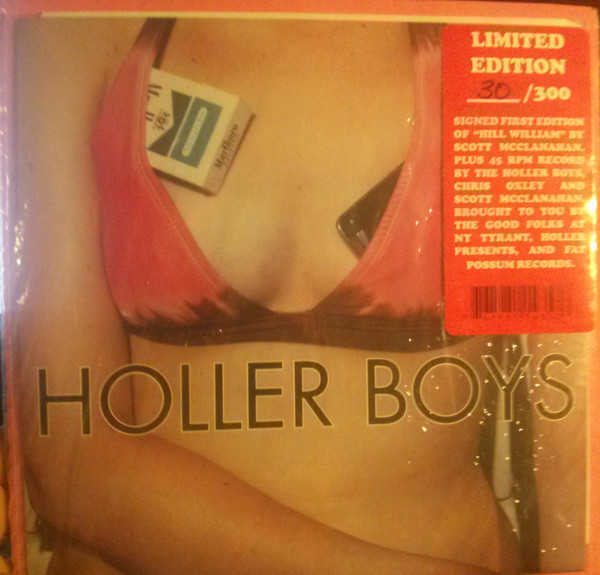 LIMITED
EDITION
30/300
SIGNED FIRST EDITION
OF "HILL WILLIAM" BY
SCOTT MCCLANAHAN.
PLUS 45 RPM RECORD
BY THE HOLLER BOYS,
CHRIS OXLEY AND
SCOTT MCCLANAHAN.
BROUGHT TO YOU BY
THE GOOD FOLKS AT
NY TYRANT, HOLLER
PRESENTS, AND FAT
POSSUM RECORDS.
Marlboro
HOLLER BOYS